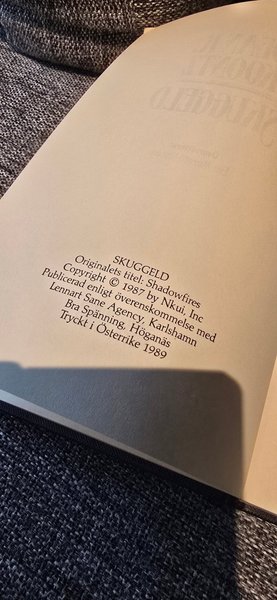 SKUGGELD
Originalets titel: Shadowfires
Copyright © 1987 by Nkui, Inc
Publicerad enligt överenskommelse med
Lennart Sane Agency, Karlshamn
Bra Spänning, Höganäs
Tryckt i Österrike 1989